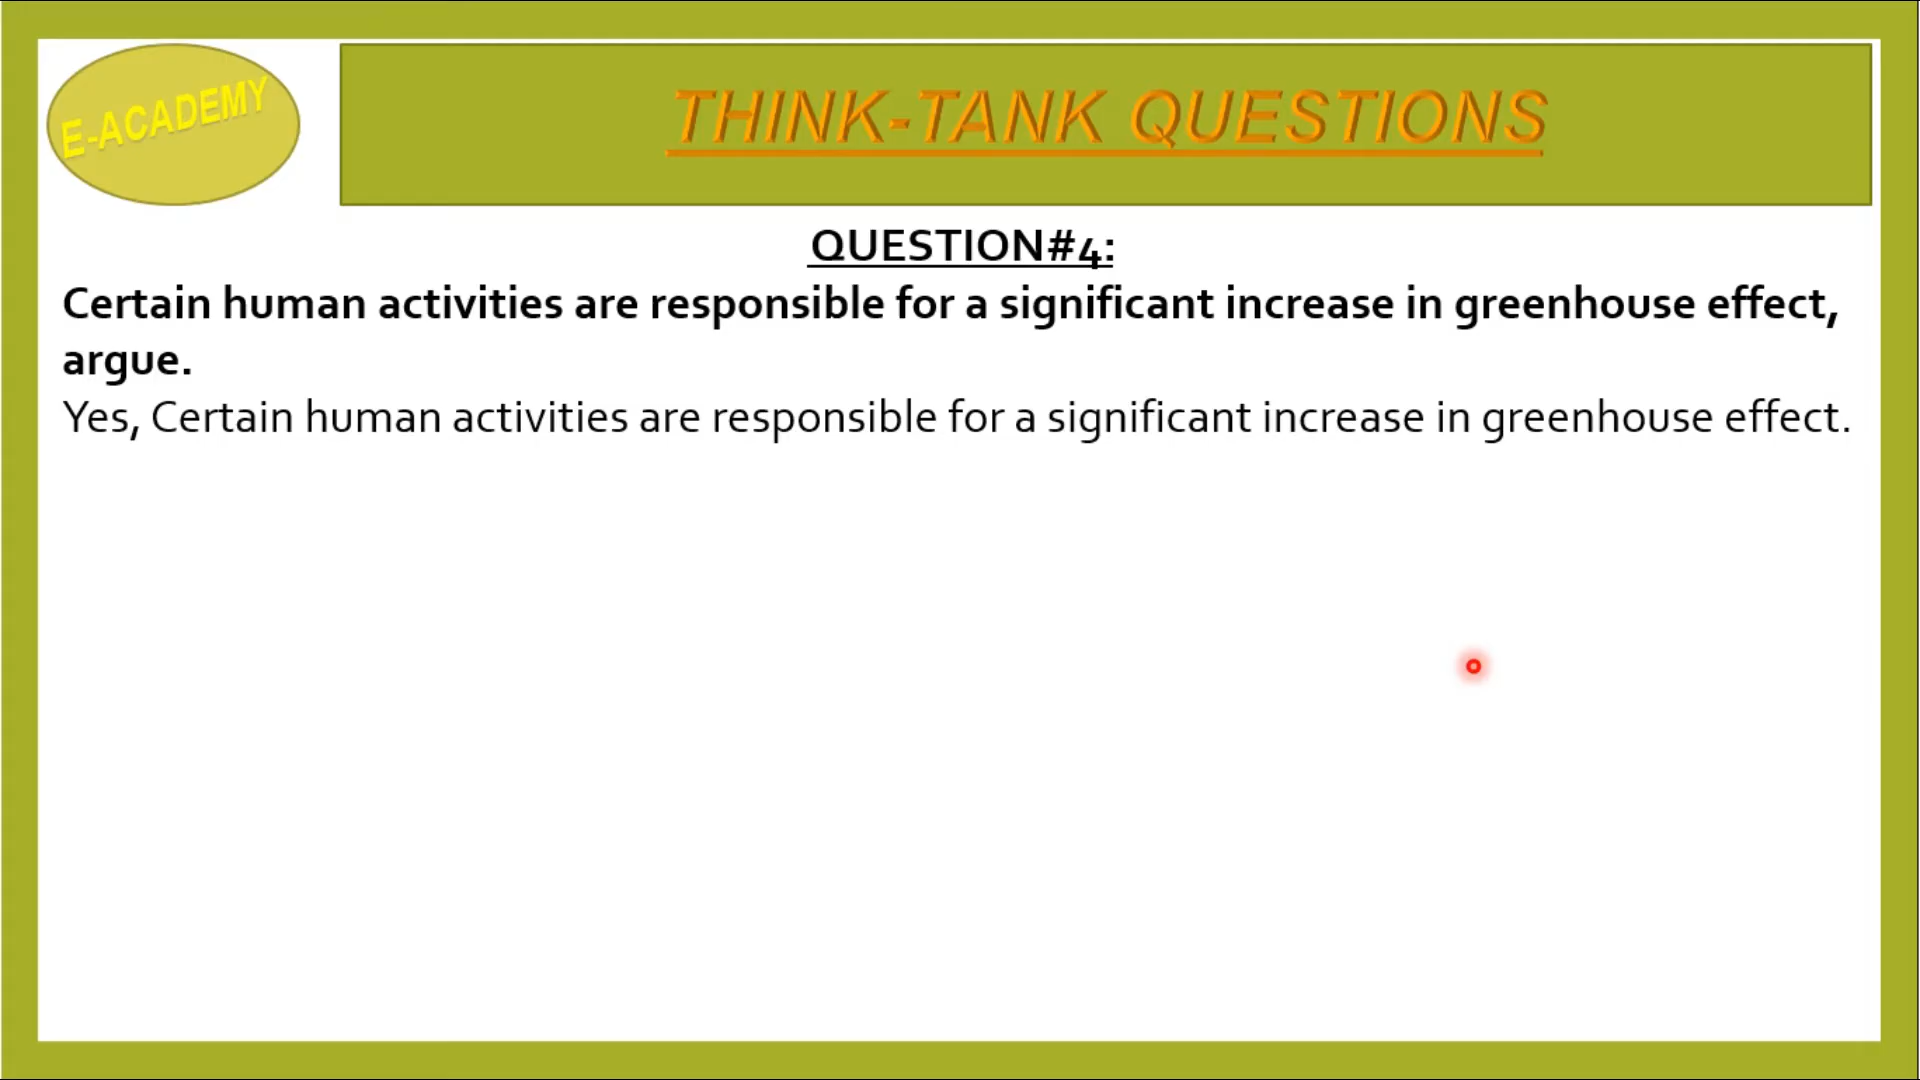 E-ACADEMY
THINK-TANK QUESTIONS
QUESTION#4:
Certain human activities are responsible for a significant increase in greenhouse effect,
argue.
Yes, Certain human activities are responsible for a significant increase in greenhouse effect.